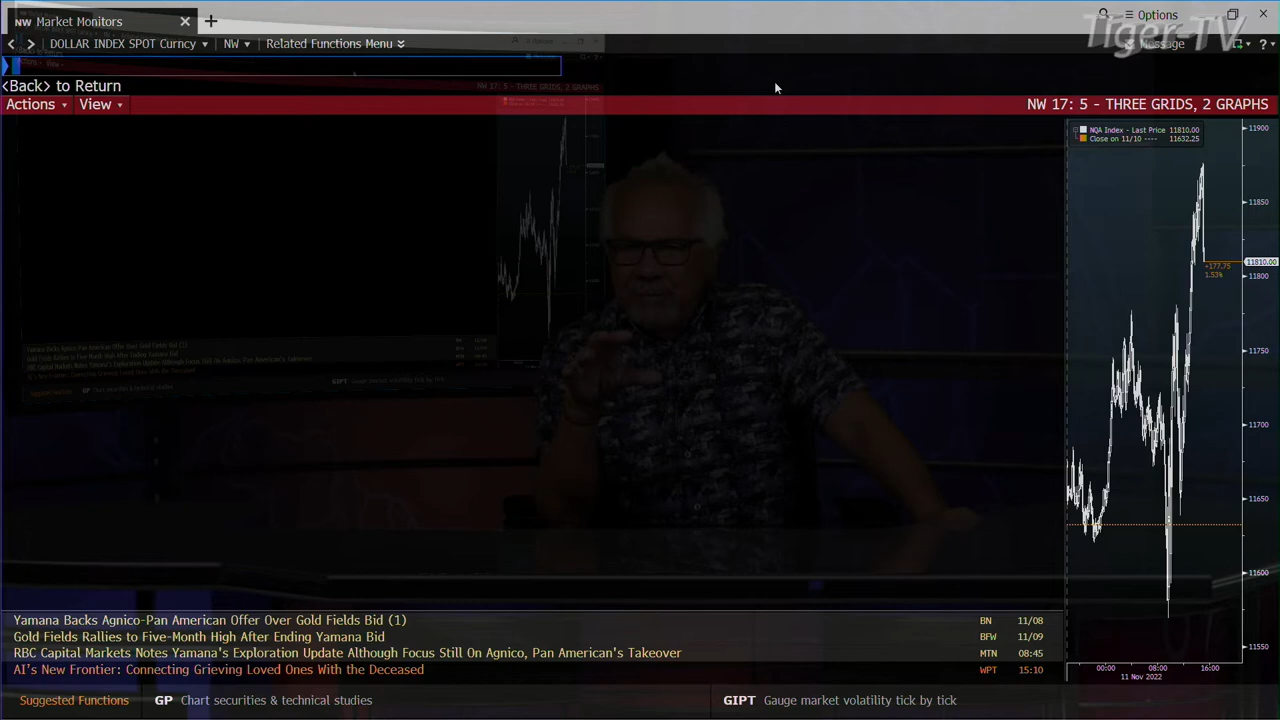 NW Market Monitors
Options
Tiger-TV
DOLLAR INDEX SPOT Curncy
NW
Related Functions Menu
Message
?
<Back> to Return
Actions
View
NW 17: 5 - THREE GRIDS, 2 GRAPHS
NQA Index - Last Price 11810.00
Close on 11/10 ---- 11632.25
11900
11850
11810.00
+177.75
1.53%
11800
11750
11700
11650
11600
11550
00:00 08:00 16:00
11 Nov 2022
Yamana Backs Agnico-Pan American Offer Over Gold Fields Bid (1) BN 11/08
Gold Fields Rallies to Five-Month High After Ending Yamana Bid BFW 11/09
RBC Capital Markets Notes Yamana's Exploration Update Although Focus Still On Agnico, Pan American's Takeover MTN 08:45
AI's New Frontier: Connecting Grieving Loved Ones With the Deceased WPT 15:10
Suggested Functions GP Chart securities & technical studies GIPT Gauge market volatility tick by tick